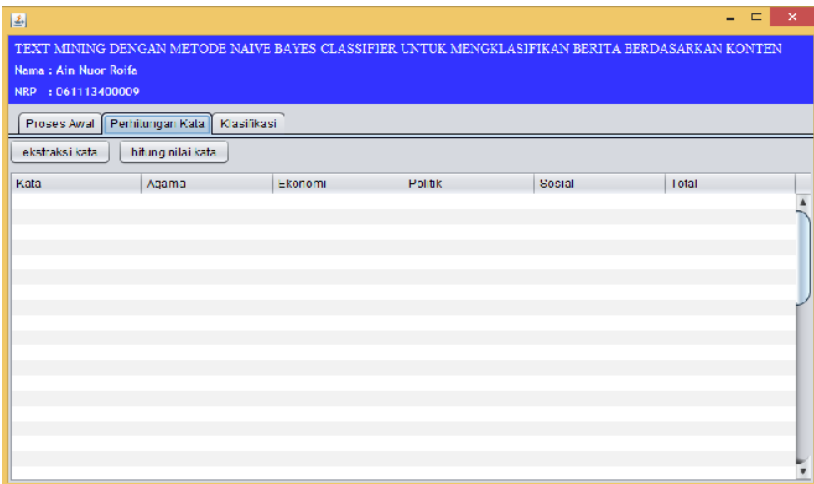 TEXT MINING DENGAN METODE NAIVE BAYES CLASSIFIER UNTUK MENGKLASIFIKAN BERITA BERDASARKAN KONTEN
Nama : Ain Nuor Roifa
NRP : 061113400009
Proses Awal Perhitungan Kata Klasifikasi
ekstraksi kata hitung nilai kata
Kata Agama Ekonomi Politik Sosial Total